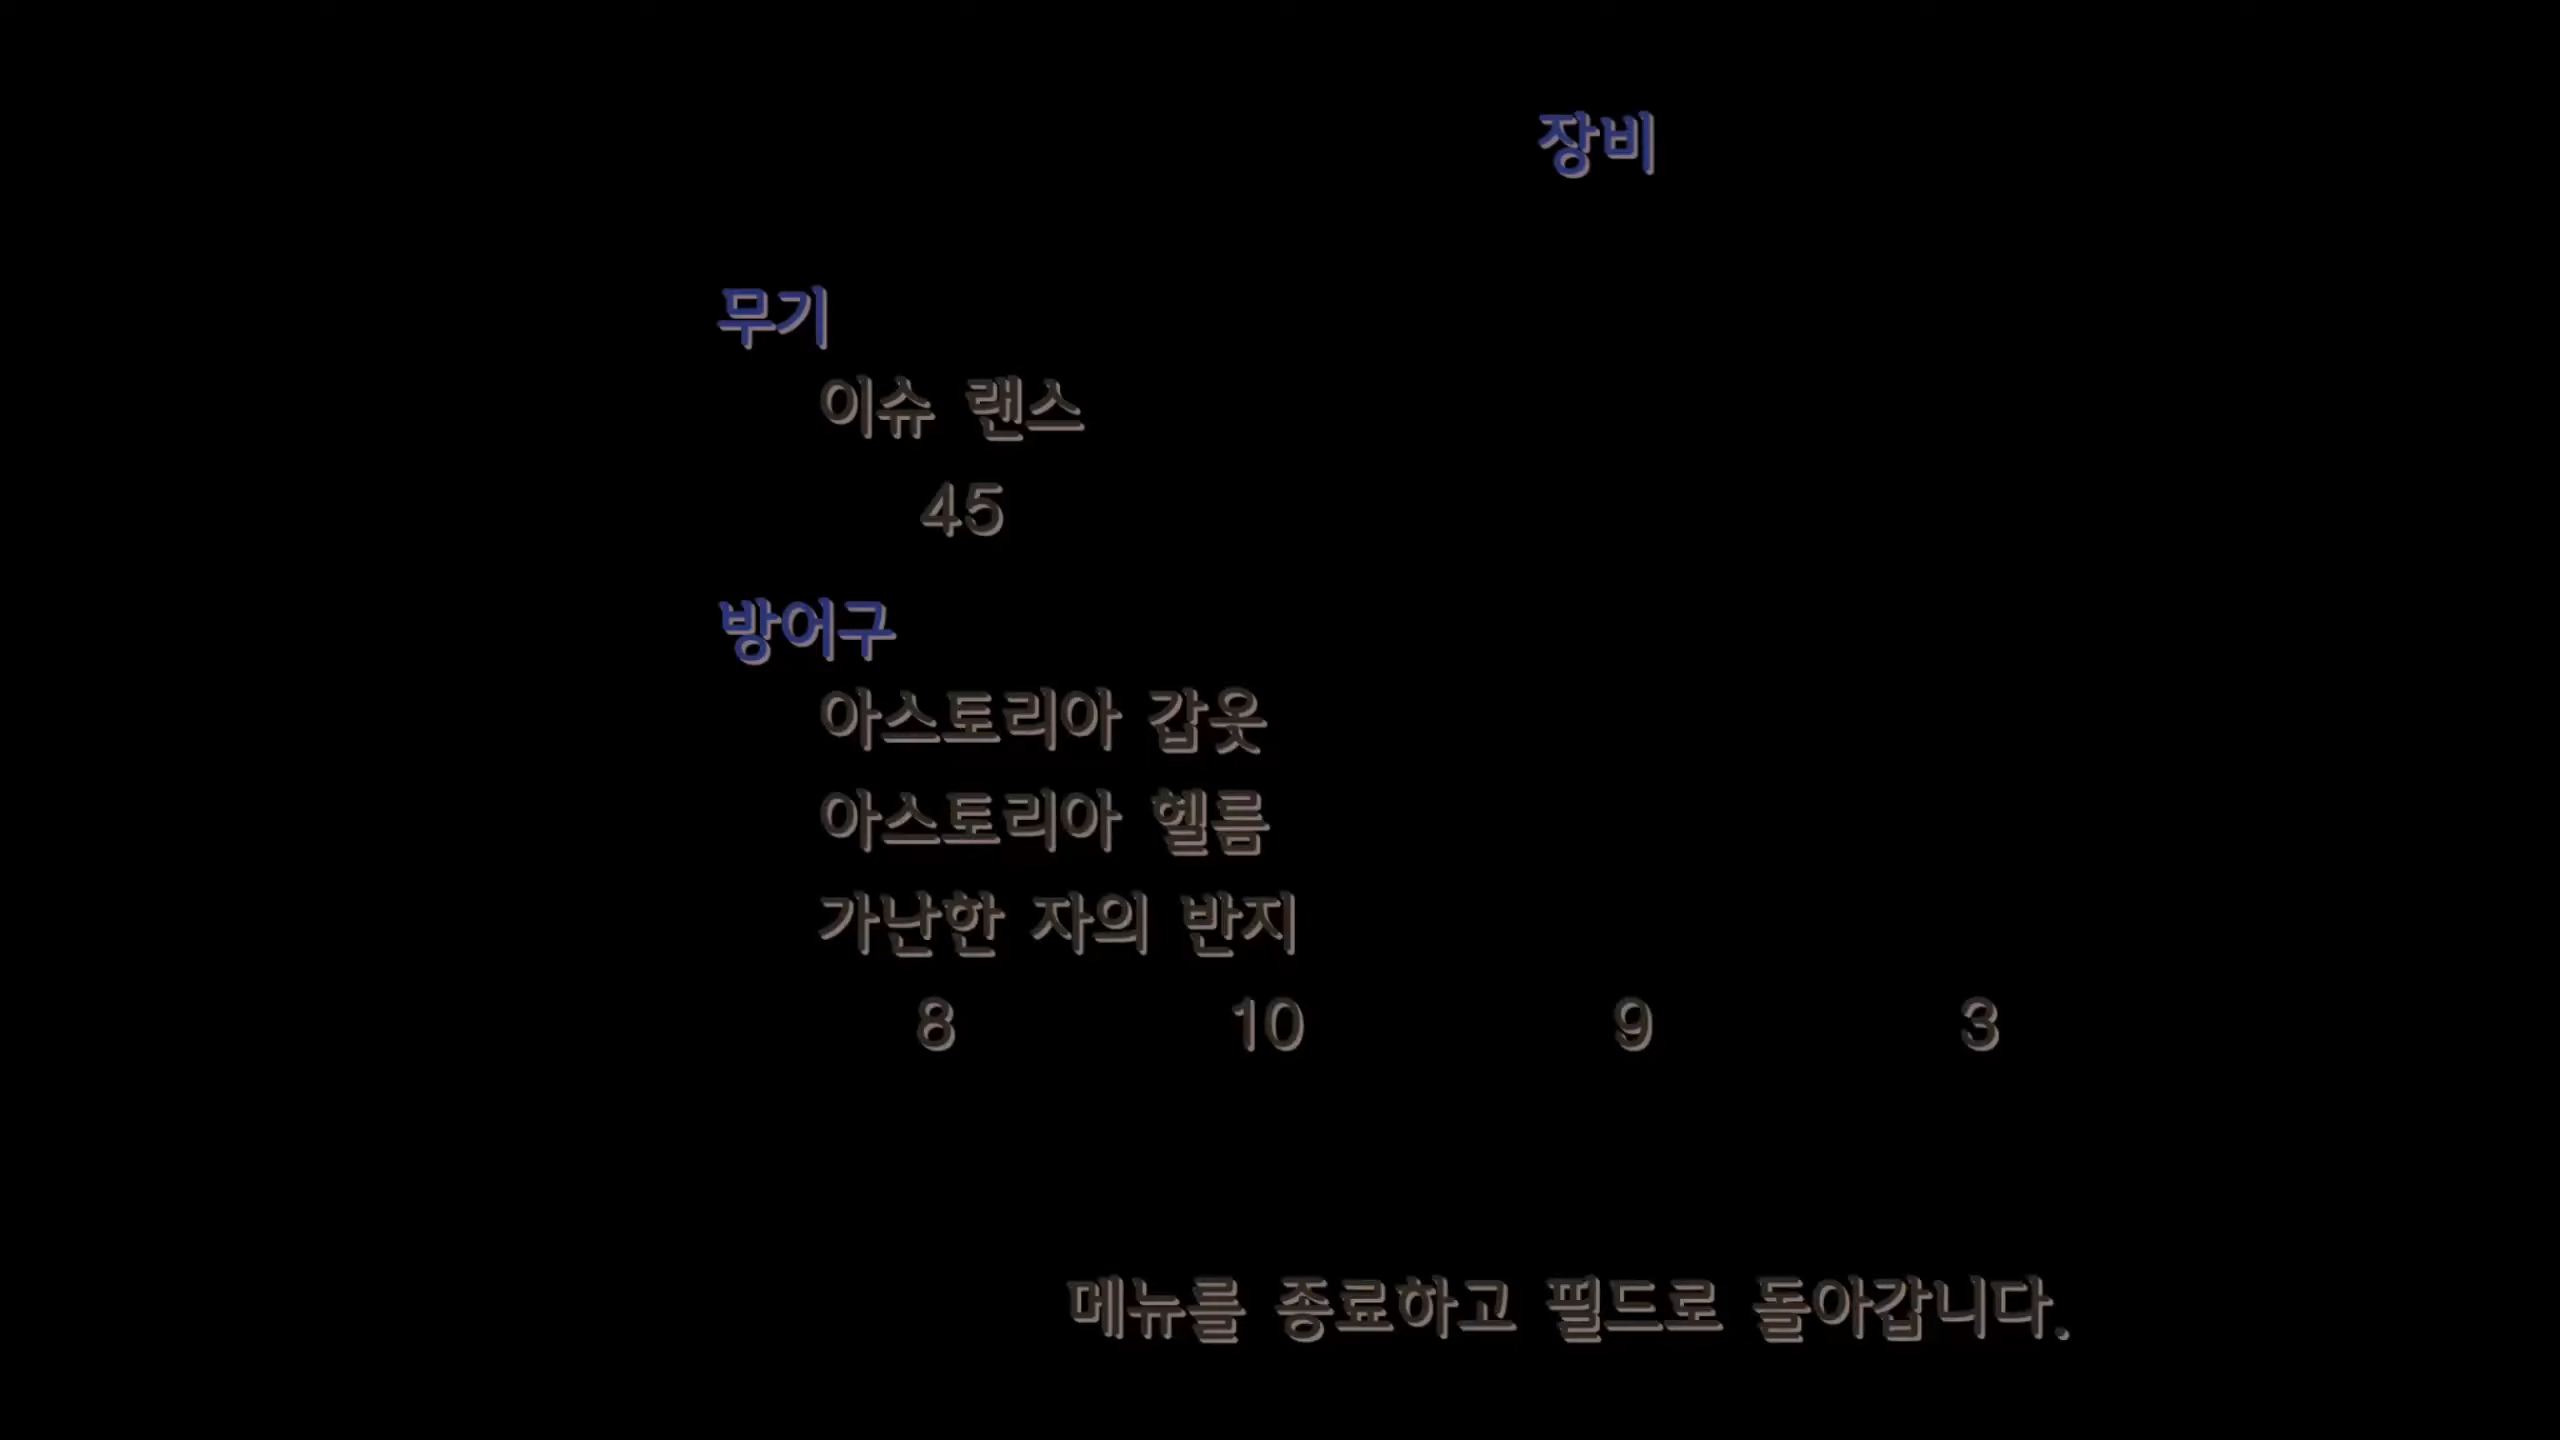 장비
무기
이슈 랜스
45
방어구
아스토리아 갑옷
아스토리아 헬름
가난한 자의 반지
8 10 9 3
메뉴를 종료하고 필드로 돌아갑니다.